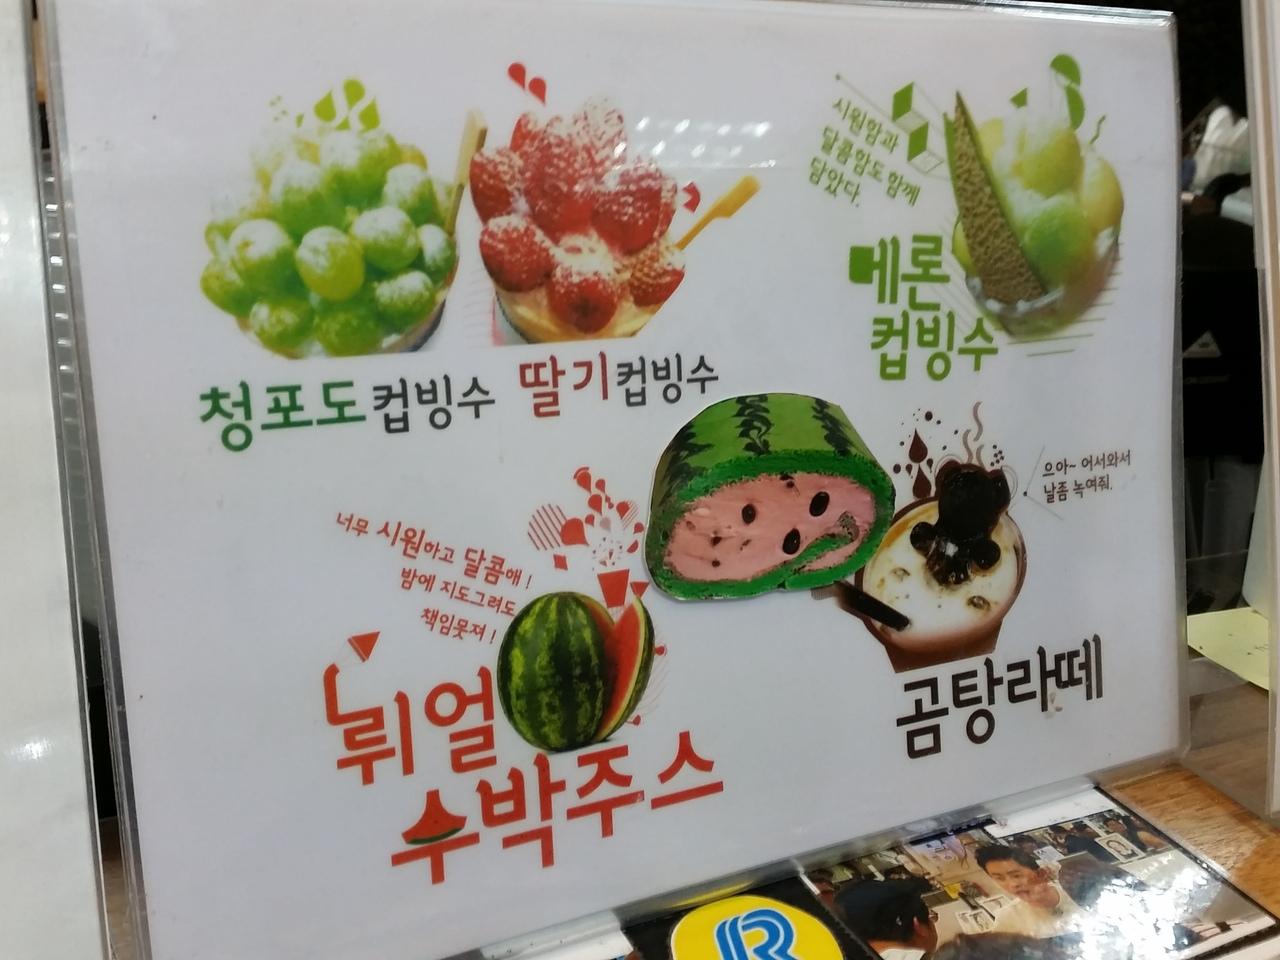 시원함과
달콤함도 함께
담았다.
메론
컵빙수
청포도컵빙수 딸기컵빙수
으아~ 어서와서
날좀 녹여줘.
너무 시원하고 달콤해!
밤에 지도그려도
책임못져!
뤼얼
수박주스
곰탕라떼
R